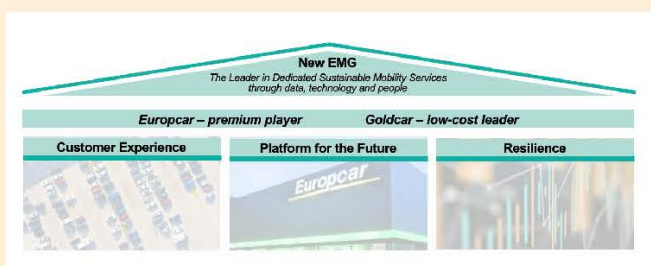 New EMG
The Leader in Dedicated Sustainable Mobility Services
through data, technology and people
Europcar – premium player Goldcar – low-cost leader
Customer Experience Platform for the Future Resilience
Europcar